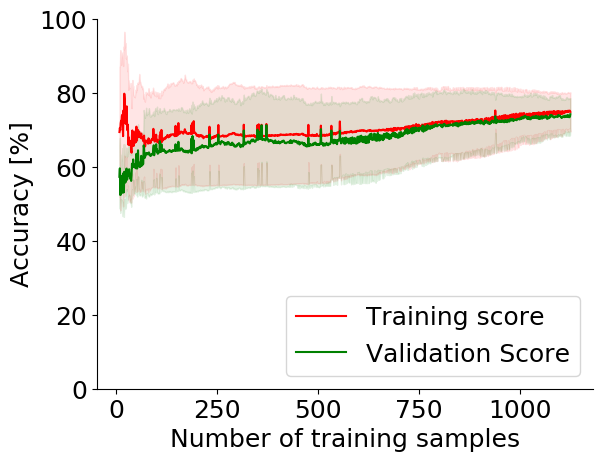 100
80
60
40
20
0
Accuracy [%]
Training score
Validation Score
0 250 500 750 1000
Number of training samples